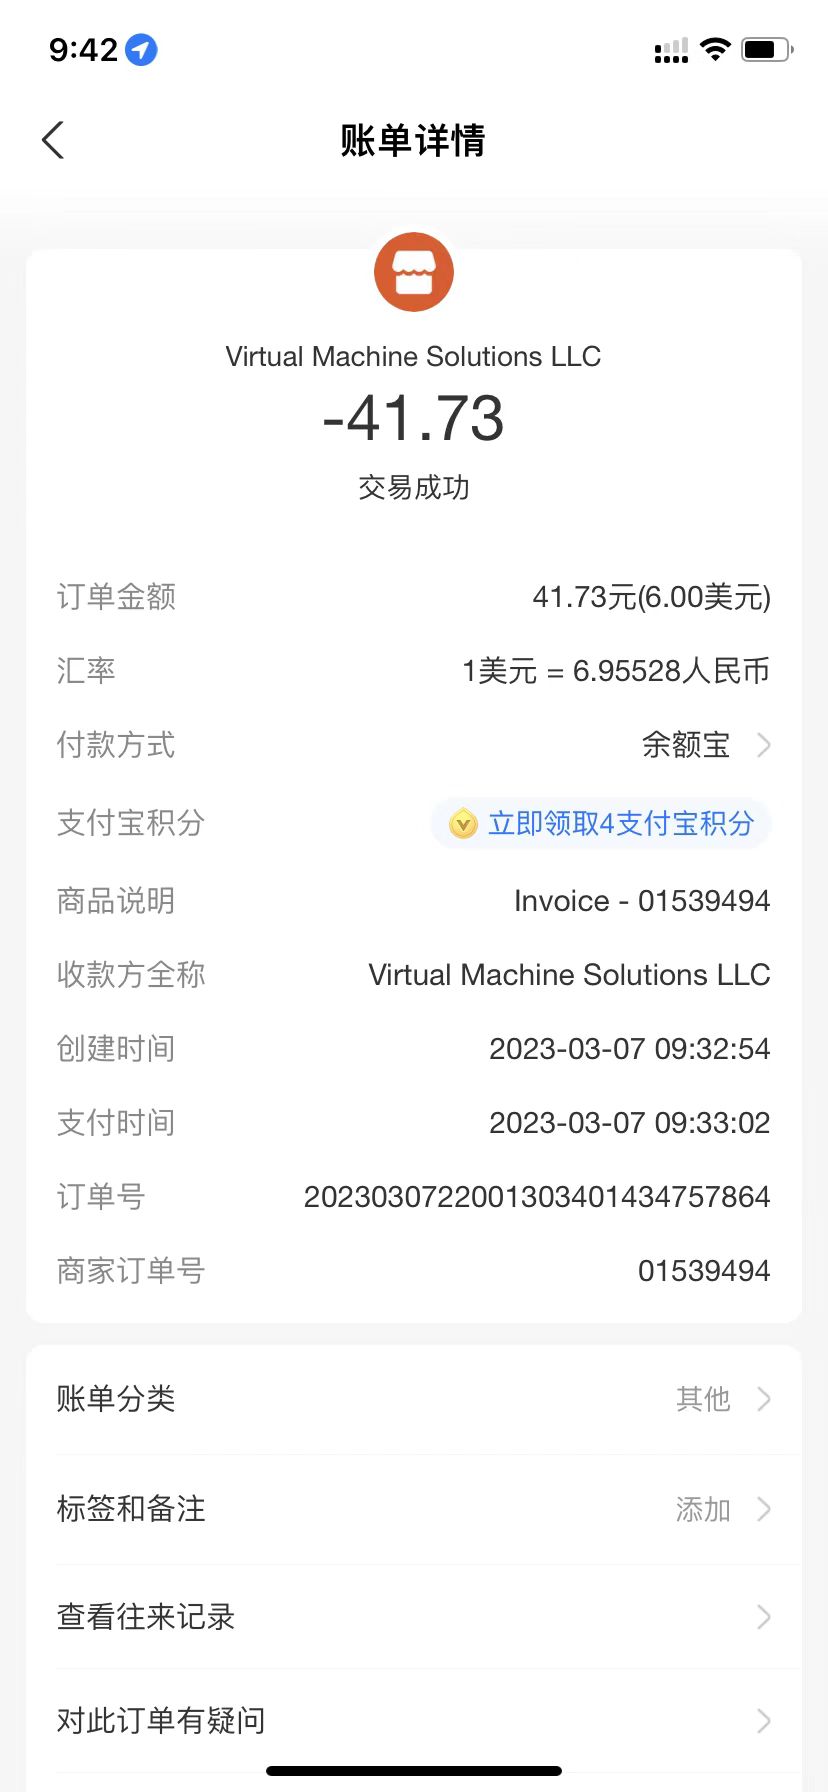 9:42
账单详情
Virtual Machine Solutions LLC
-41.73
交易成功
订单金额 41.73元(6.00美元)
汇率 1美元 = 6.95528人民币
付款方式 余额宝
支付宝积分 立即领取4支付宝积分
商品说明 Invoice - 01539494
收款方全称 Virtual Machine Solutions LLC
创建时间 2023-03-07 09:32:54
支付时间 2023-03-07 09:33:02
订单号 2023030722001303401434757864
商家订单号 01539494
账单分类 其他
标签和备注 添加
查看往来记录
对此订单有疑问